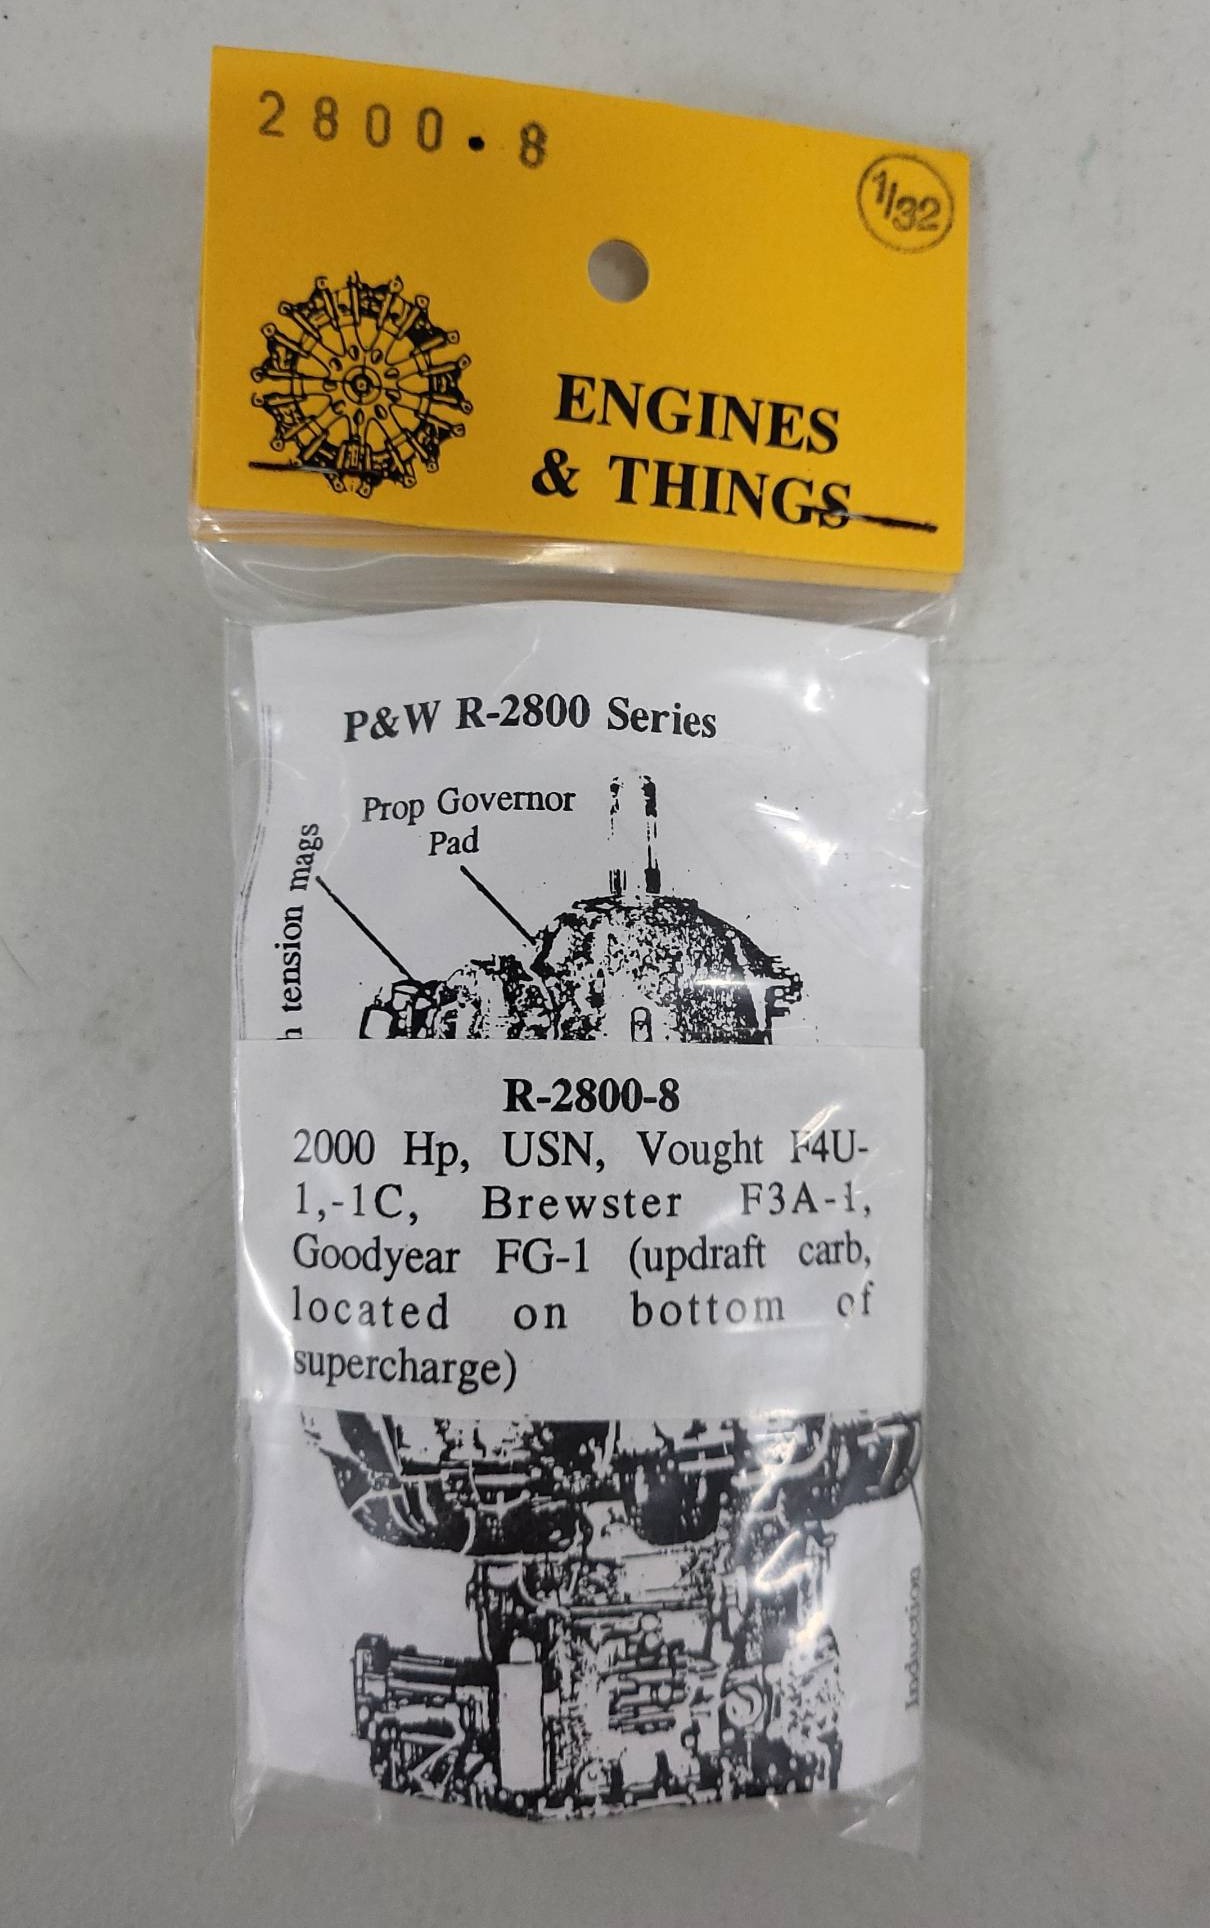 2800.8
1/32
ENGINES
& THINGS
P&W R-2800 Series
Prop Governor
Pad
tension mags
R-2800-8
2000 Hp, USN, Vought F4U-
1,-1C, Brewster F3A-1,
Goodyear FG-1 (updraft carb,
located on bottom of
supercharge)
Induction